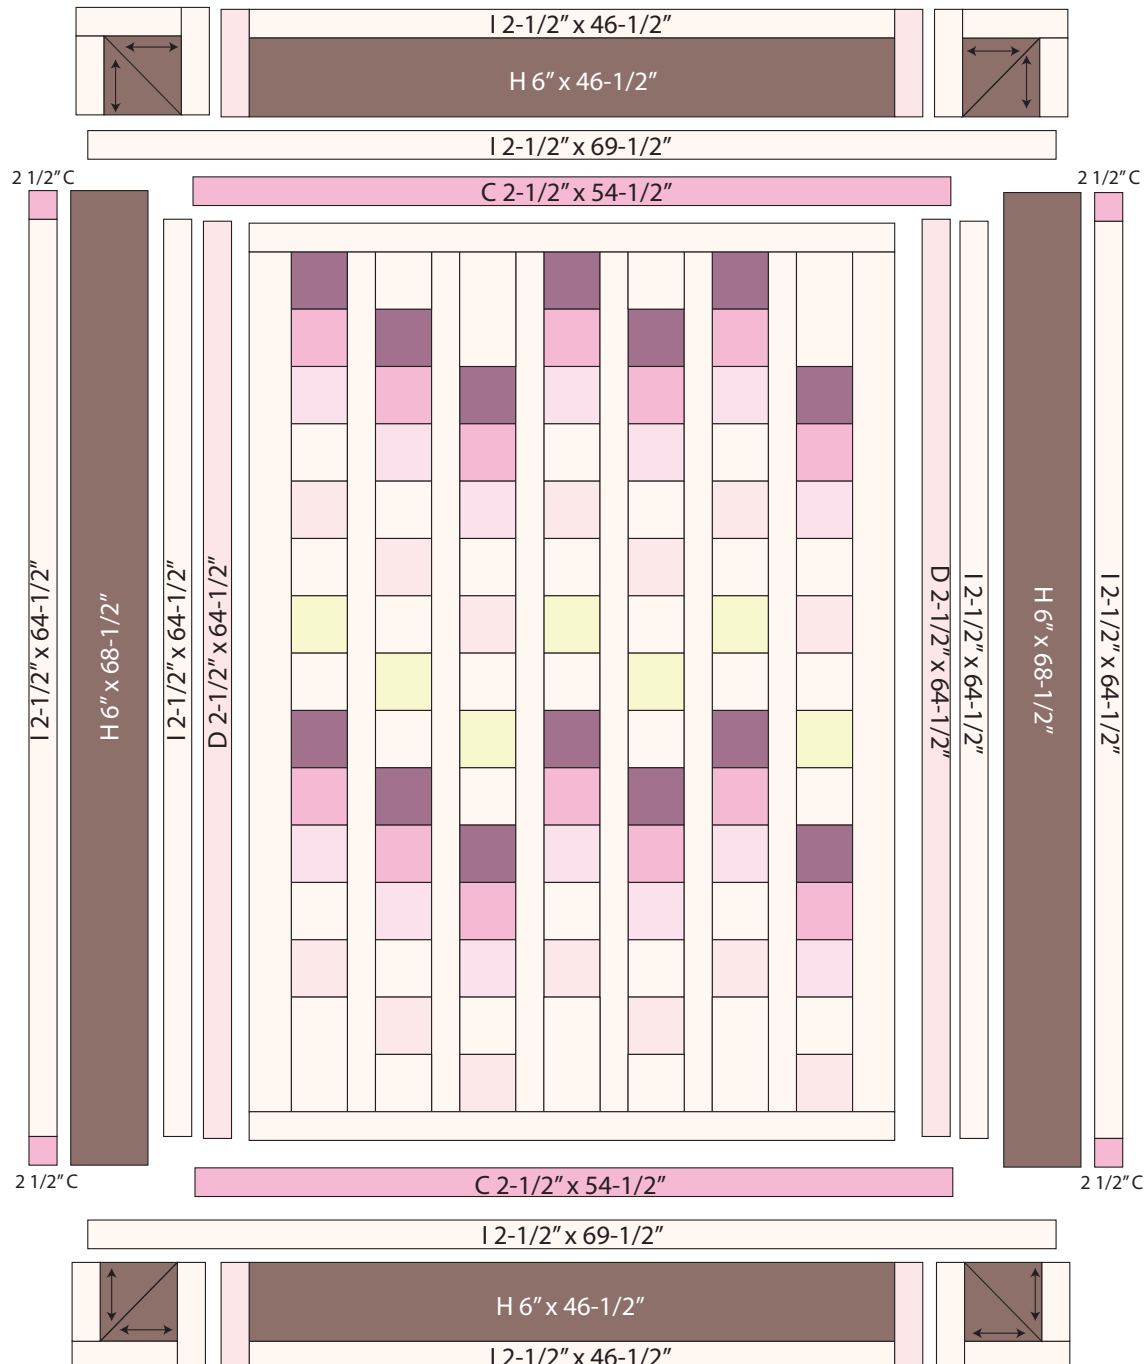 I 2-1/2” x 46-1/2”
H 6” x 46-1/2”
I 2-1/2” x 69-1/2”
2 1/2” C
2 1/2” C
C 2-1/2” x 54-1/2”
I 2-1/2” x 64-1/2”
H 6” x 68-1/2”
I 2-1/2” x 64-1/2”
D 2-1/2” x 64-1/2”
D 2-1/2” x 64-1/2”
I 2-1/2” x 64-1/2”
H 6” x 68-1/2”
I 2-1/2” x 64-1/2”
2 1/2” C
2 1/2” C
C 2-1/2” x 54-1/2”
I 2-1/2” x 69-1/2”
H 6” x 46-1/2”
I 2-1/2” x 46-1/2”